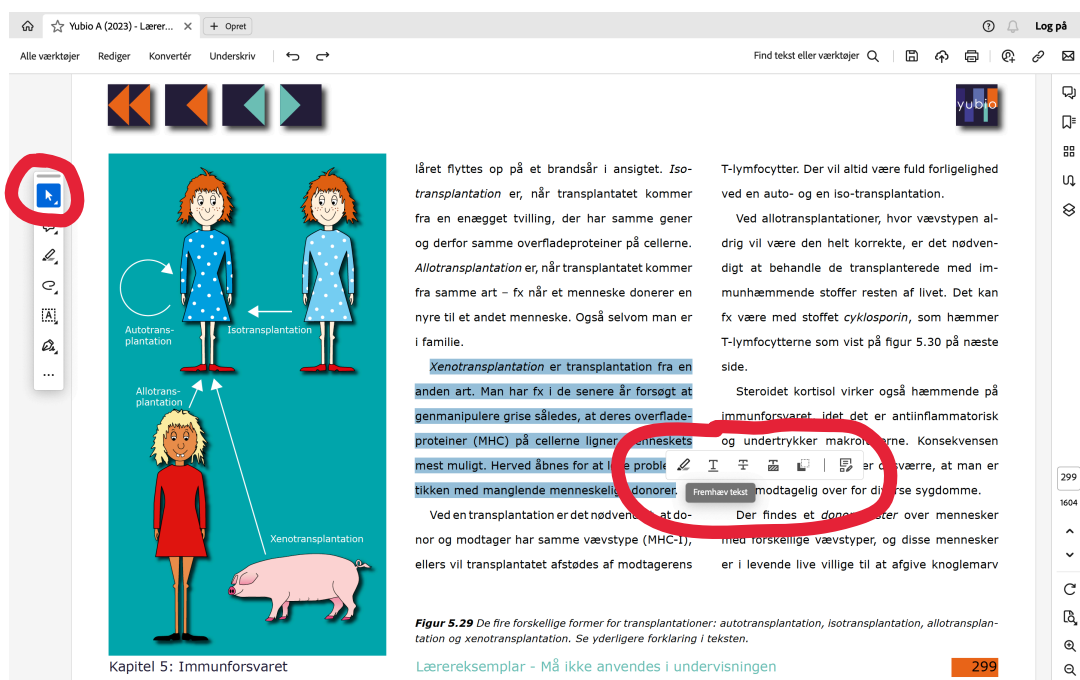 Yubio A (2023) - Lærer...
Opret
Log på
Alle værktøjer
Rediger
Konvertér
Underskriv
Find tekst eller værktøjer
yubio
Autotrans-
plantation
Isotransplantation
Allotrans-
plantation
Xenotransplantation
låret flyttes op på et brandsår i ansigtet. Iso-
transplantation er, når transplantatet kommer
fra en enægget tvilling, der har samme gener
og derfor samme overfladeproteiner på cellerne.
Allotransplantation er, når transplantatet kommer
fra samme art – fx når et menneske donerer en
nyre til et andet menneske. Også selvom man er
i familie.
Xenotransplantation er transplantation fra en
anden art. Man har fx i de senere år forsøgt at
genmanipulere grise således, at deres overflade-
proteiner (MHC) på cellerne ligner menneskets
mest muligt. Herved åbnes for at
tikken med manglende menneskelige donorer.
Ved en transplantation er det at do-
nor og modtager har samme vævstype (MHC-I),
ellers vil transplantatet afstødes af modtagerens
T-lymfocytter. Der vil altid være fuld forligelighed
ved en auto- og en iso-transplantation.
Ved allotransplantationer, hvor vævstypen al-
drig vil være den helt korrekte, er det nødven-
digt at behandle de transplanterede med im-
munhæmmende stoffer resten af livet. Det kan
fx være med stoffet cyklosporin, som hæmmer
T-lymfocytterne som vist på figur 5.30 på næste
side.
Steroidet kortisol virker også hæmmende på
immunforsvaret, idet det er antiinflammatorisk
og undertrykker Konsekvensen
at man er
modtagelig over for sygdomme.
Fremhæv tekst
Der findes et over mennesker
med forskellige vævstyper, og disse mennesker
er i levende live villige til at afgive knoglemarv
Figur 5.29 De fire forskellige former for transplantationer: autotransplantation, isotransplantation, allotransplan-
tation og xenotransplantation. Se yderligere forklaring i teksten.
Kapitel 5: Immunforsvaret
Lærereksemplar - Må ikke anvendes i undervisningen
299
299
1604